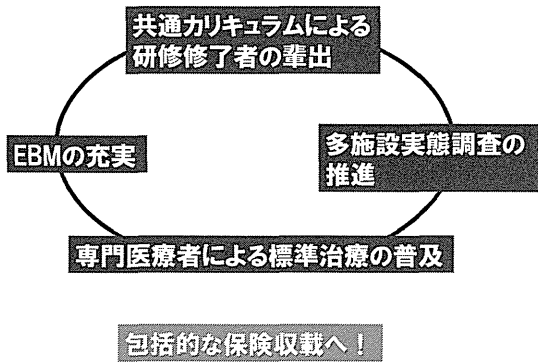 共通カリキュラムによる
研修修了者の輩出
EBMの充実
多施設実態調査の
推進
専門医療者による標準治療の普及
包括的な保険収載へ！